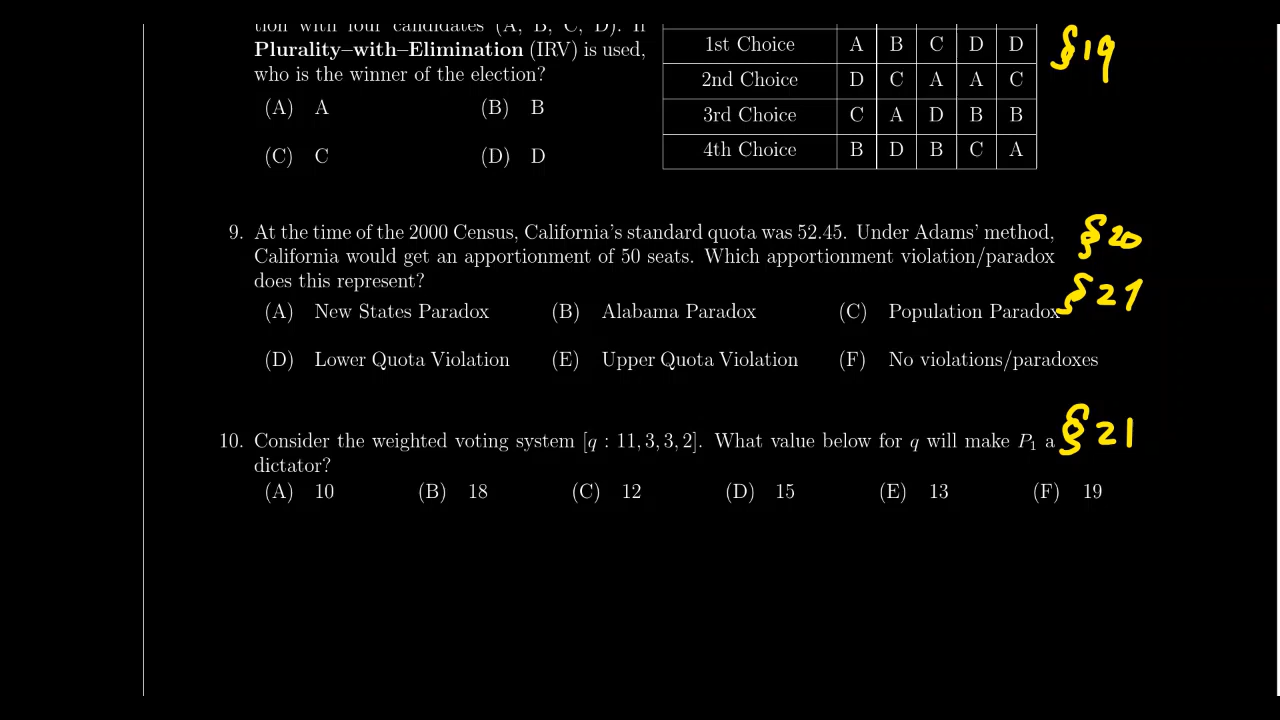 tion with four candidates (A, B, C, D). If
Plurality–with–Elimination (IRV) is used,
who is the winner of the election?
(A) A (B) B
(C) C (D) D
1st Choice A B C D D
2nd Choice D C A A C
3rd Choice C A D B B
4th Choice B D B C A
§19
9. At the time of the 2000 Census, California's standard quota was 52.45. Under Adams' method,
California would get an apportionment of 50 seats. Which apportionment violation/paradox
does this represent?
§20
§21
(A) New States Paradox (B) Alabama Paradox (C) Population Paradox
(D) Lower Quota Violation (E) Upper Quota Violation (F) No violations/paradoxes
10. Consider the weighted voting system [q : 11, 3, 3, 2]. What value below for q will make P₁ a
dictator?
§21
(A) 10 (B) 18 (C) 12 (D) 15 (E) 13 (F) 19